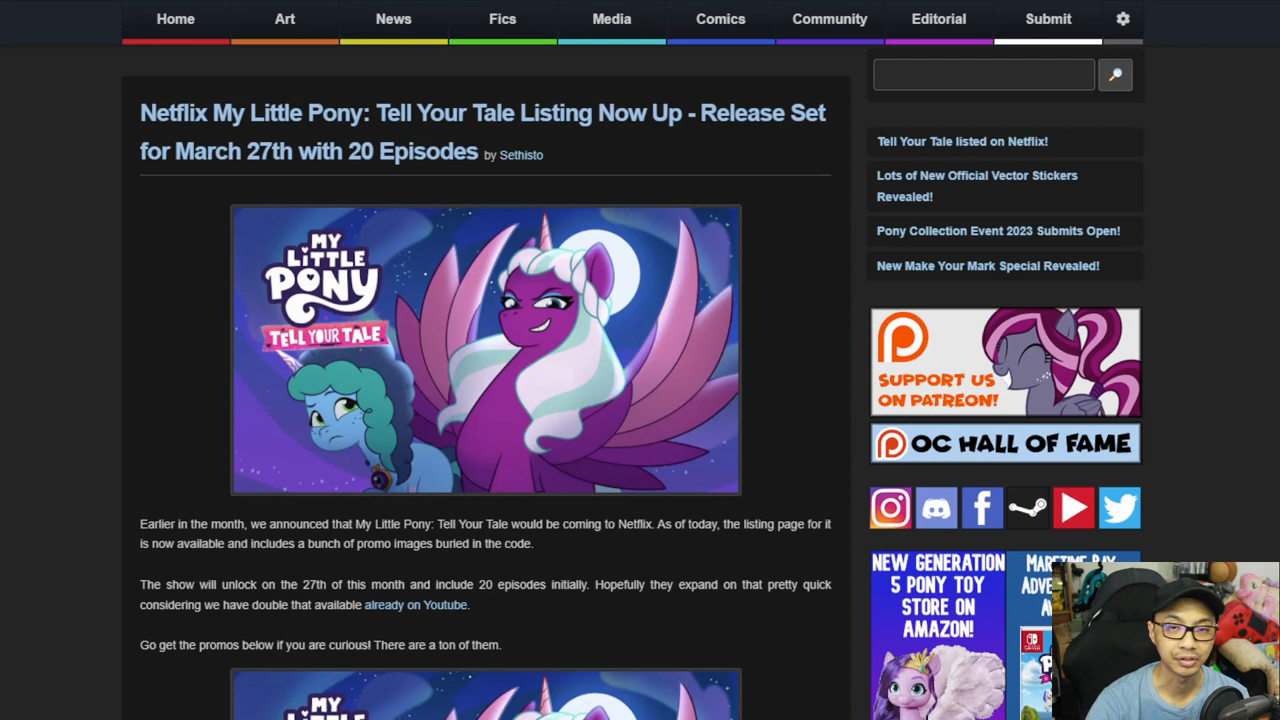 Home Art News Fics Media Comics Community Editorial Submit
Netflix My Little Pony: Tell Your Tale Listing Now Up - Release Set
for March 27th with 20 Episodes by Sethisto
MY
LITTLE
PONY
TELL YOUR TALE
Earlier in the month, we announced that My Little Pony: Tell Your Tale would be coming to Netflix. As of today, the listing page for it
is now available and includes a bunch of promo images buried in the code.
The show will unlock on the 27th of this month and include 20 episodes initially. Hopefully they expand on that pretty quick
considering we have double that available already on Youtube.
Go get the promos below if you are curious! There are a ton of them.
MY
Tell Your Tale listed on Netflix!
Lots of New Official Vector Stickers
Revealed!
Pony Collection Event 2023 Submits Open!
New Make Your Mark Special Revealed!
SUPPORT US
ON PATREON!
OC HALL OF FAME
NEW GENERATION
5 PONY TOY
STORE ON
AMAZON!
MARETIME BAY